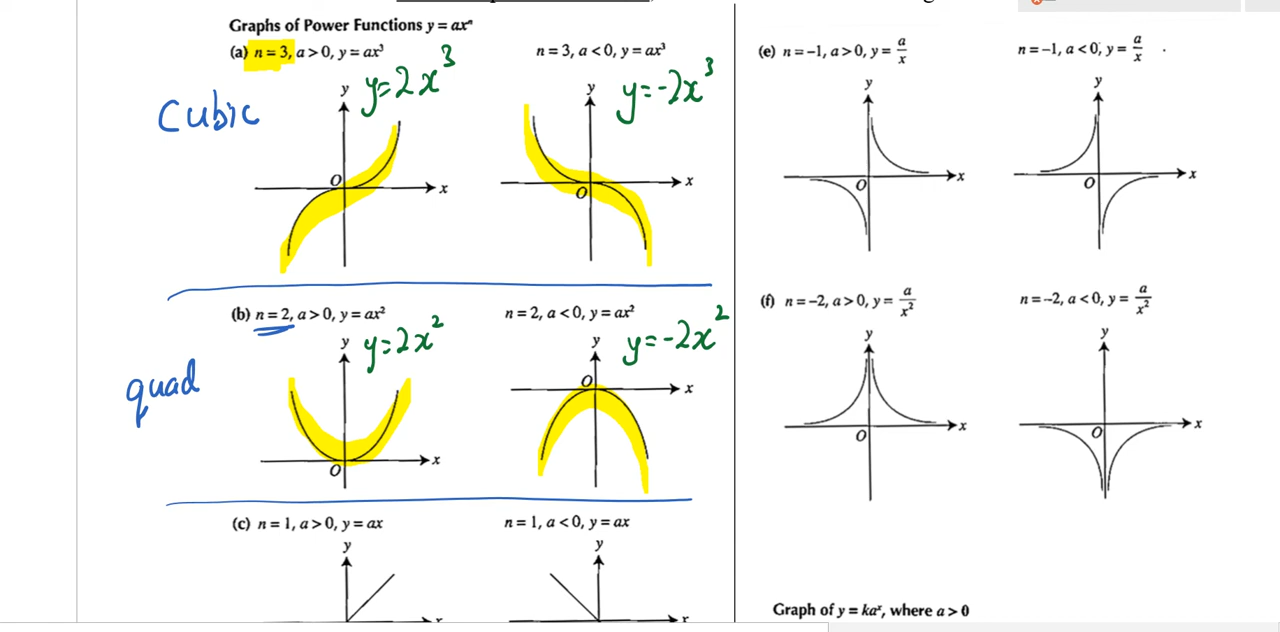 Graphs of Power Functions y = axⁿ
(a) n = 3, a > 0, y = ax³
n = 3, a < 0, y = ax³
y = 2x³
y = -2x³
cubic
y
O
x
y
O
x
(b) n = 2, a > 0, y = ax²
n = 2, a < 0, y = ax²
y = 2x²
y = -2x²
quad
y
O
x
y
O
x
(c) n = 1, a > 0, y = ax
n = 1, a < 0, y = ax
y
x
y
x
(e) n = –1, a > 0, y = a/x
n = –1, a < 0, y = a/x
y
O
x
y
O
x
(f) n = –2, a > 0, y = a/x²
n = –2, a < 0, y = a/x²
y
O
x
y
O
x
Graph of y = kaˣ, where a > 0